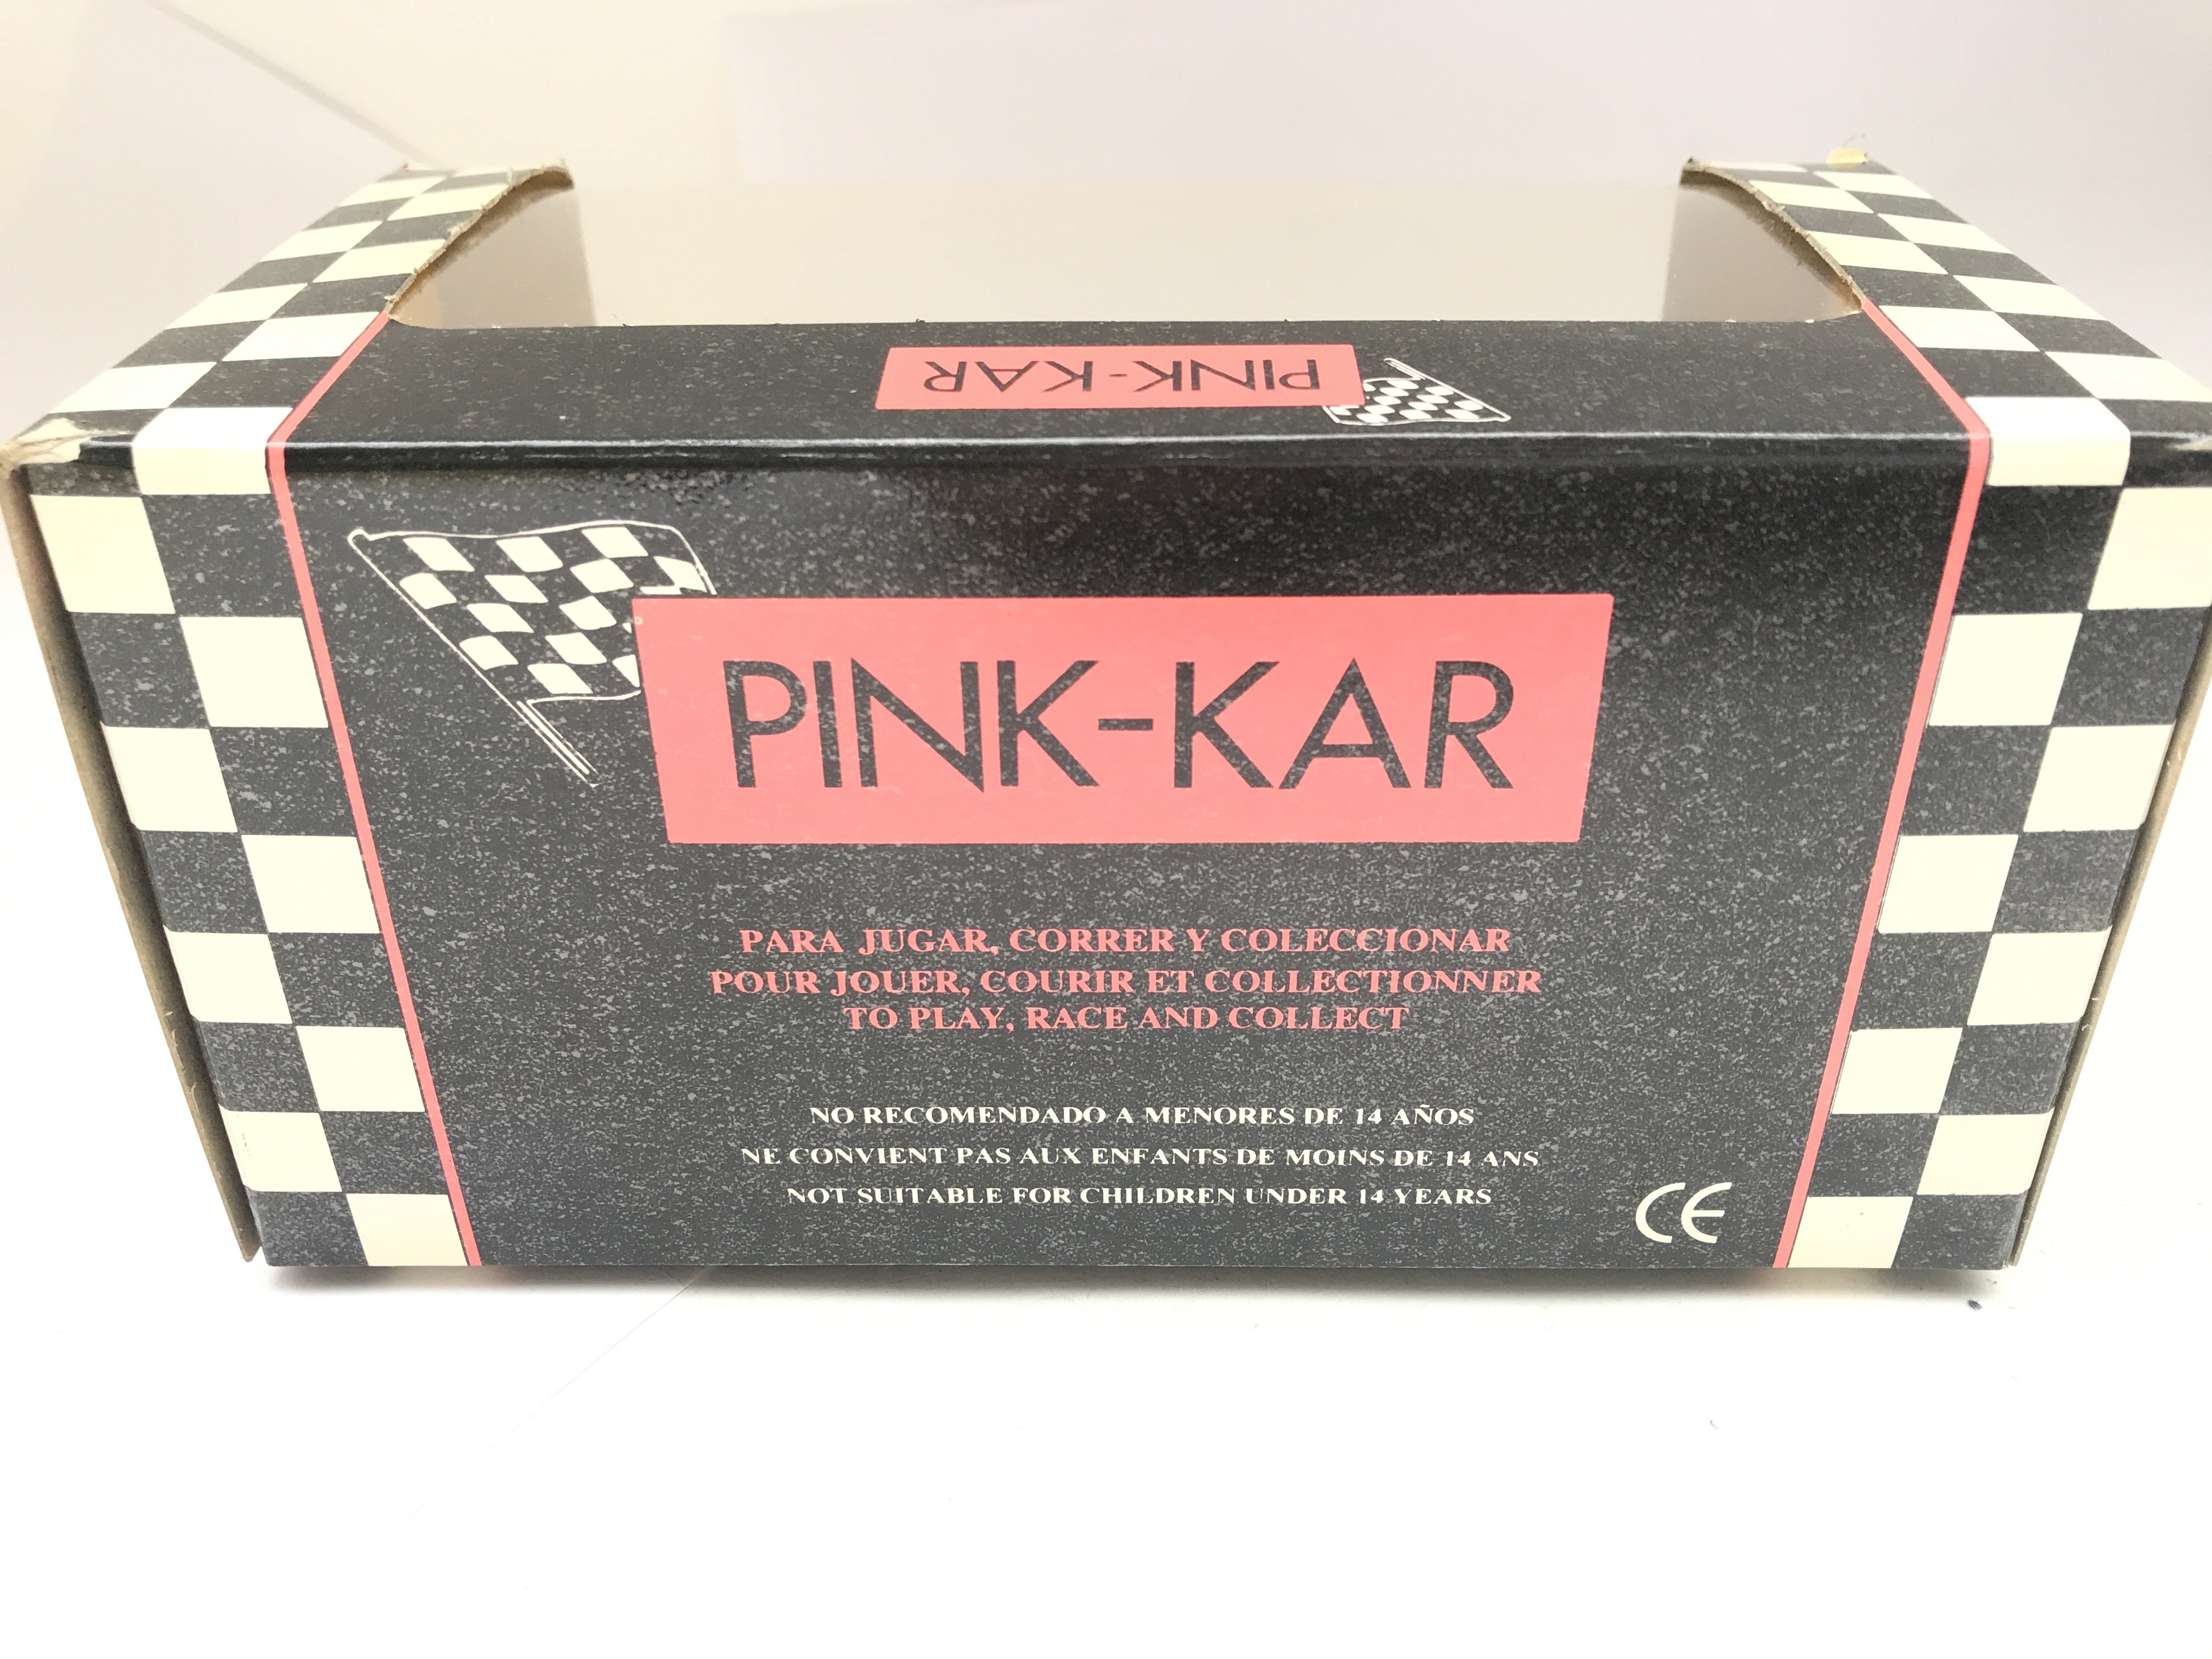 PINK-KAR
PINK-KAR
PARA JUGAR, CORRER Y COLECCIONAR
POUR JOUER, COURIR ET COLLECTIONNER
TO PLAY, RACE AND COLLECT
NO RECOMENDADO A MENORES DE 14 AÑOS
NE CONVIENT PAS AUX ENFANTS DE MOINS DE 14 ANS
NOT SUITABLE FOR CHILDREN UNDER 14 YEARS
CE